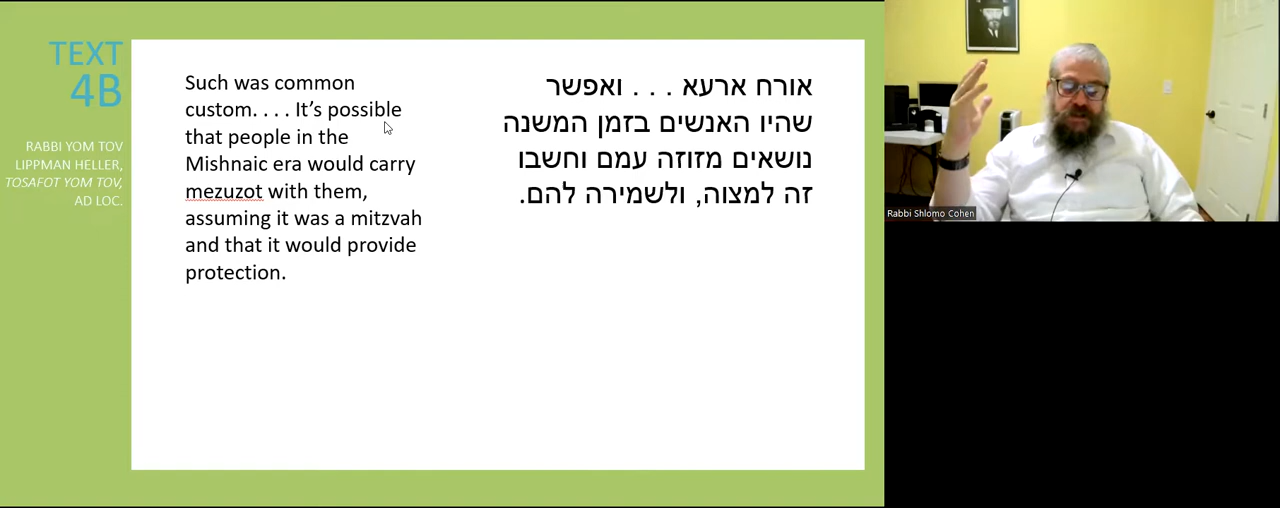 TEXT
4B
RABBI YOM TOV
LIPPMAN HELLER,
TOSAFOT YOM TOV,
AD LOC.
Such was common
custom. . . . It’s possible
that people in the
Mishnaic era would carry
mezuzot with them,
assuming it was a mitzvah
and that it would provide
protection.
אורח ארעא . . . ואפשר
שהיו האנשים בזמן המשנה
נושאים מזוזה עמם וחשבו
זה למצוה, ולשמירה להם.
Rabbi Shlomo Cohen